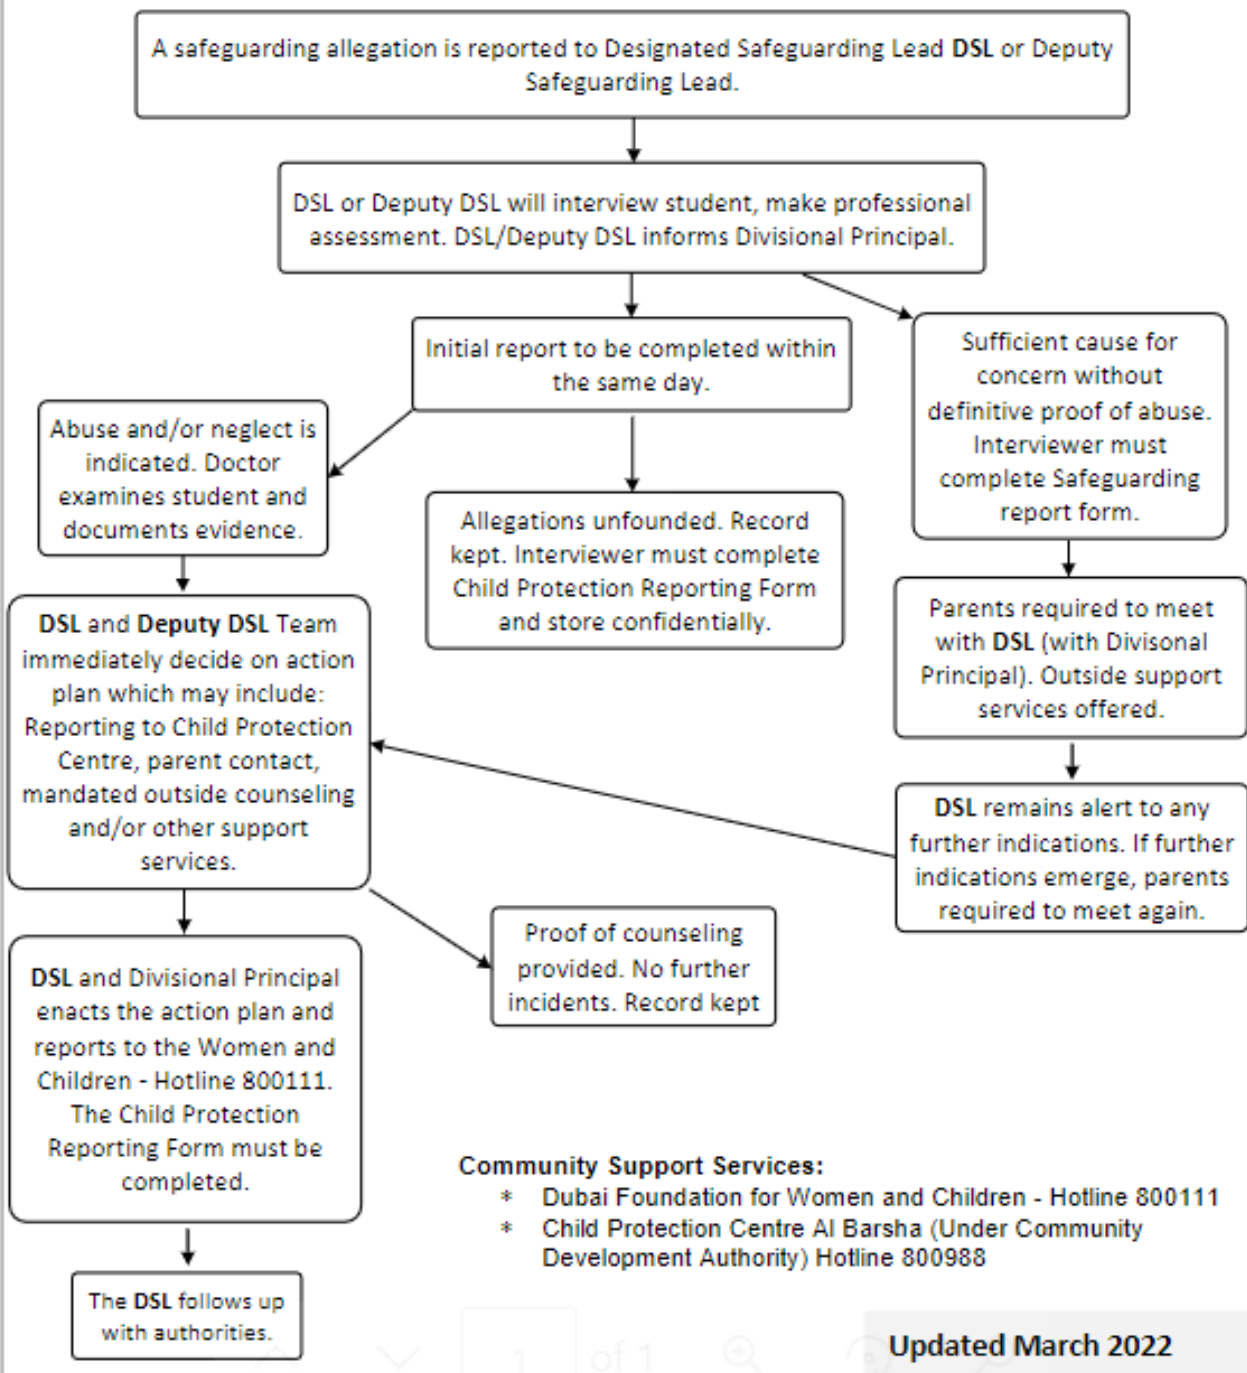 A safeguarding allegation is reported to Designated Safeguarding Lead DSL or Deputy
Safeguarding Lead.
DSL or Deputy DSL will interview student, make professional
assessment. DSL/Deputy DSL informs Divisional Principal.
Initial report to be completed within
the same day.
Sufficient cause for
concern without
definitive proof of abuse.
Interviewer must
complete Safeguarding
report form.
Abuse and/or neglect is
indicated. Doctor
examines student and
documents evidence.
Allegations unfounded. Record
kept. Interviewer must complete
Child Protection Reporting Form
and store confidentially.
Parents required to meet
with DSL (with Divisonal
Principal). Outside support
services offered.
DSL and Deputy DSL Team
immediately decide on action
plan which may include:
Reporting to Child Protection
Centre, parent contact,
mandated outside counseling
and/or other support
services.
DSL remains alert to any
further indications. If further
indications emerge, parents
required to meet again.
Proof of counseling
provided. No further
incidents. Record kept
DSL and Divisional Principal
enacts the action plan and
reports to the Women and
Children - Hotline 800111.
The Child Protection
Reporting Form must be
completed.
The DSL follows up
with authorities.
Community Support Services:
* Dubai Foundation for Women and Children - Hotline 800111
* Child Protection Centre Al Barsha (Under Community
Development Authority) Hotline 800988
1 of 1
Updated March 2022